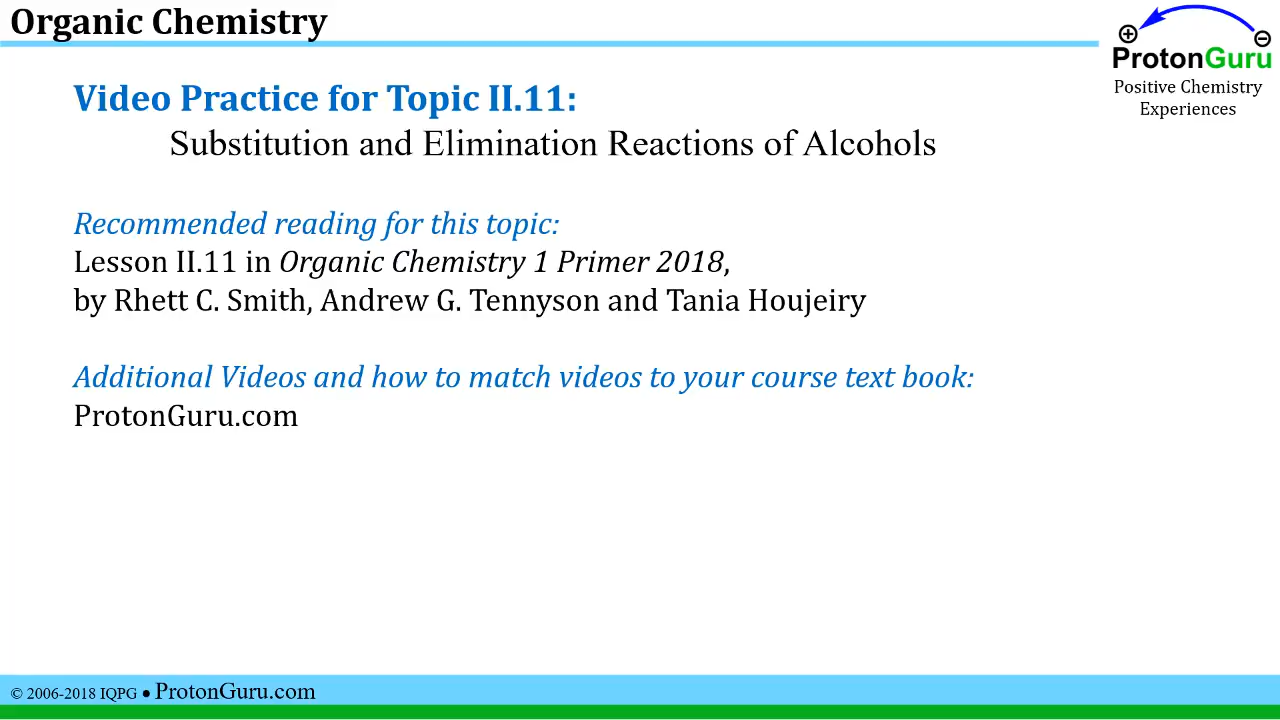 Organic Chemistry
⊕ ⊖
ProtonGuru
Positive Chemistry
Experiences
Video Practice for Topic II.11:
Substitution and Elimination Reactions of Alcohols
Recommended reading for this topic:
Lesson II.11 in Organic Chemistry 1 Primer 2018,
by Rhett C. Smith, Andrew G. Tennyson and Tania Houjeiry
Additional Videos and how to match videos to your course text book:
ProtonGuru.com
© 2006-2018 IQPG ● ProtonGuru.com